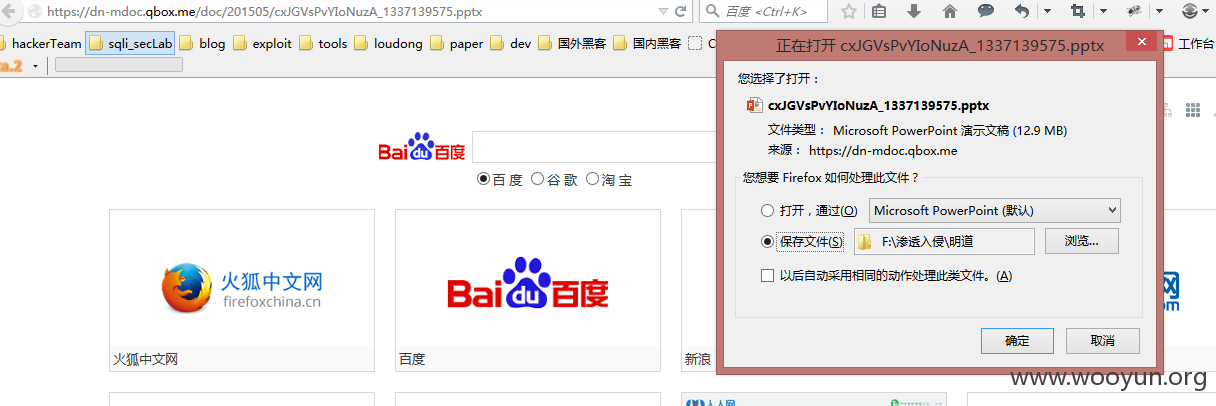 https://dn-mdoc.qbox.me/doc/201505/cxJGVsPvYIoNuzA_1337139575.pptx
百度 <Ctrl+K>
hackerTeam sqli_secLab blog exploit tools loudong paper dev 国外黑客 国内黑客
工作台
a.2
正在打开 cxJGVsPvYIoNuzA_1337139575.pptx
您选择了打开：
cxJGVsPvYIoNuzA_1337139575.pptx
文件类型： Microsoft PowerPoint 演示文稿 (12.9 MB)
来源： https://dn-mdoc.qbox.me
您想要 Firefox 如何处理此文件？
打开，通过(O) Microsoft PowerPoint (默认)
保存文件(S) F:\渗透入侵\明道 浏览...
以后自动采用相同的动作处理此类文件。(A)
确定 取消
Bai du 百度
百度 谷歌 淘宝
火狐中文网
firefoxchina.cn
Bai du 百度
网
om
火狐中文网
百度
新浪
人人网
www.wooyun.org